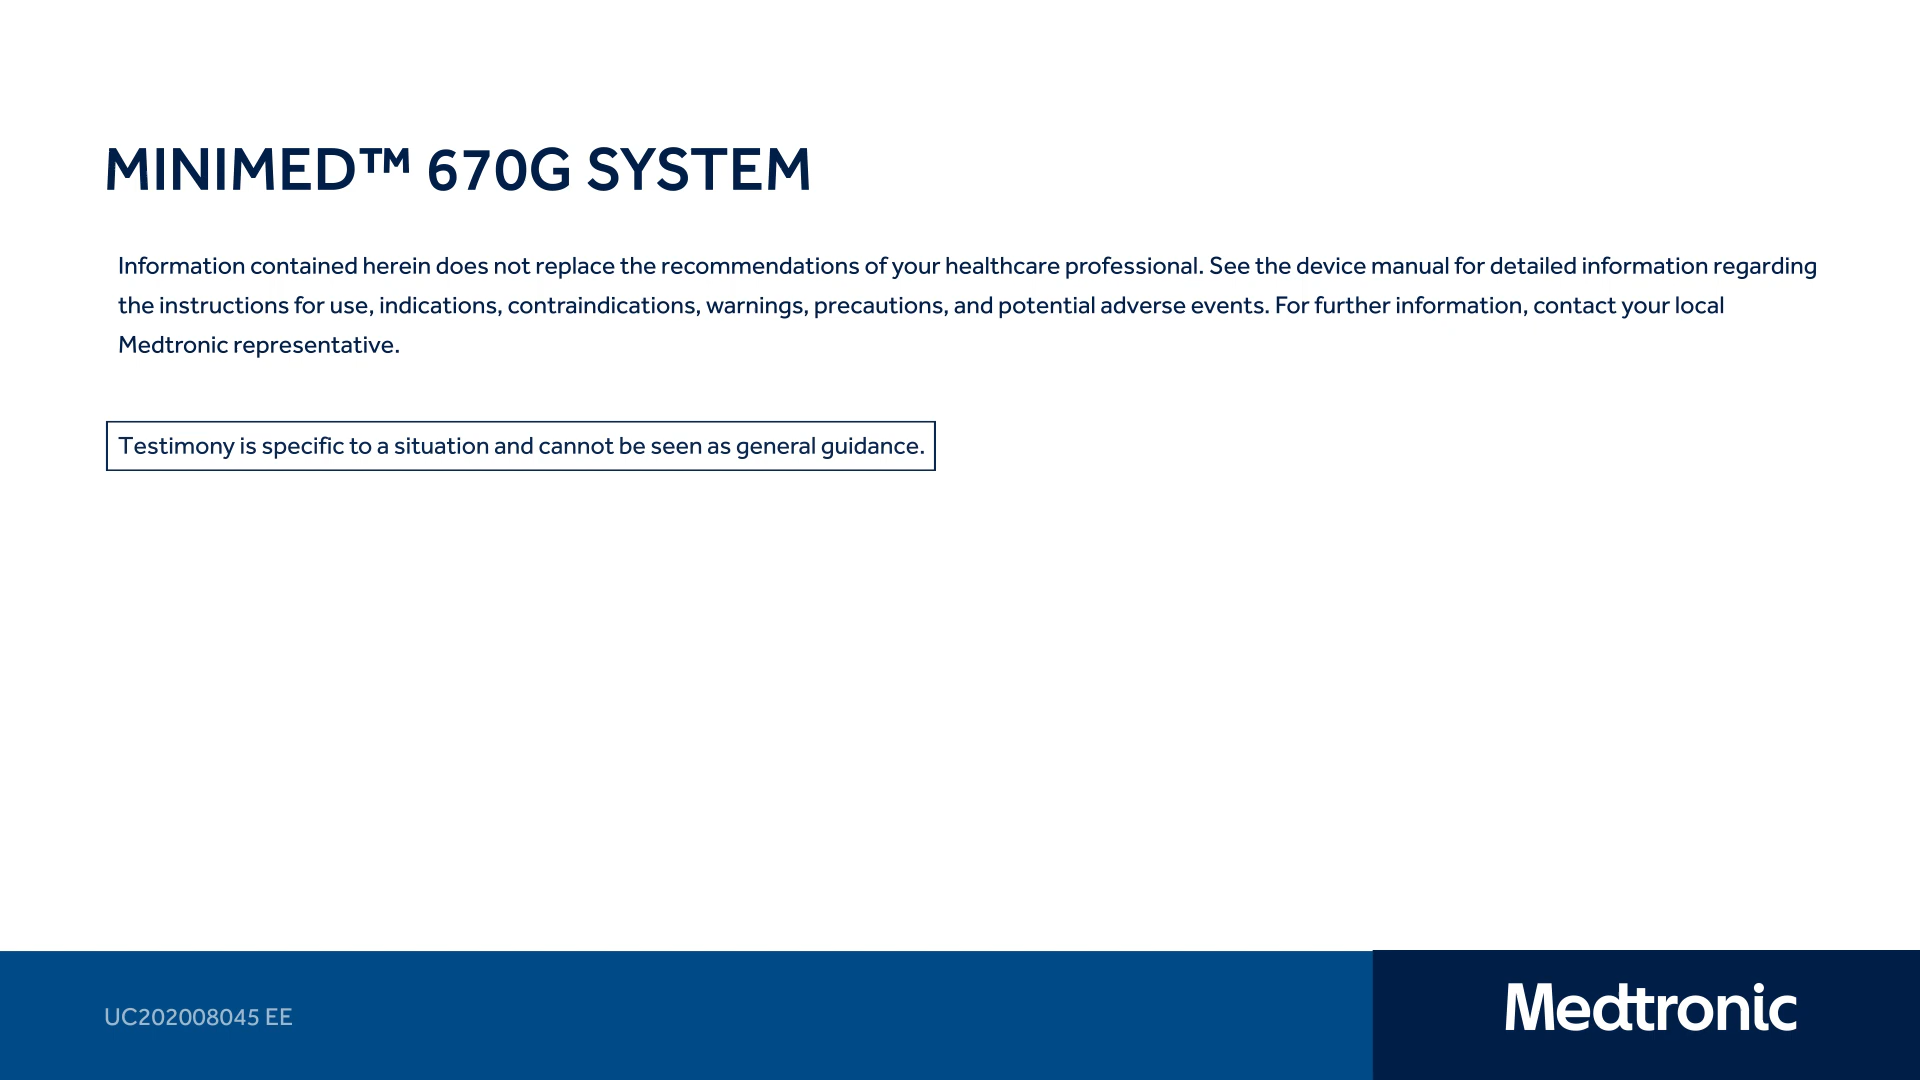 MINIMED™ 670G SYSTEM
Information contained herein does not replace the recommendations of your healthcare professional. See the device manual for detailed information regarding
the instructions for use, indications, contraindications, warnings, precautions, and potential adverse events. For further information, contact your local
Medtronic representative.
Testimony is specific to a situation and cannot be seen as general guidance.
UC202008045 EE
Medtronic